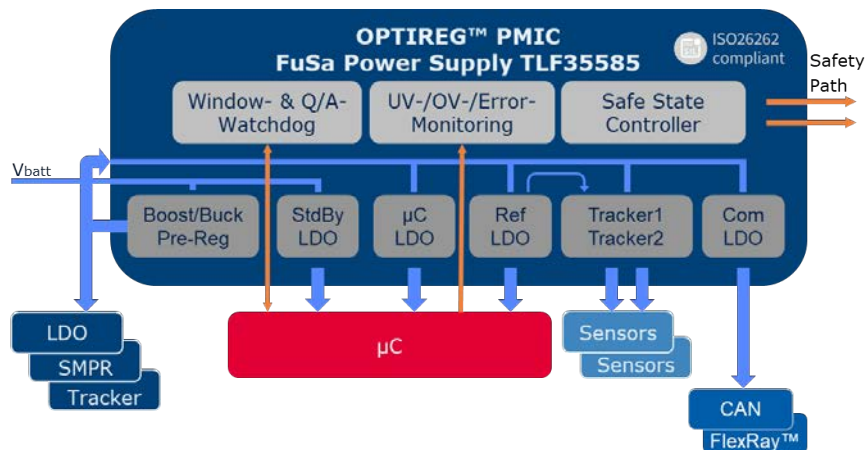 OPTIREG™ PMIC
FuSa Power Supply TLF35585
ISO26262
compliant
Safety
Path
Window- & Q/A-
Watchdog
UV-/OV-/Error-
Monitoring
Safe State
Controller
Vbatt
Boost/Buck
Pre-Reg
StdBy
LDO
µC
LDO
Ref
LDO
Tracker1
Tracker2
Com
LDO
LDO
SMPR
Tracker
µC
Sensors
Sensors
CAN
FlexRay™